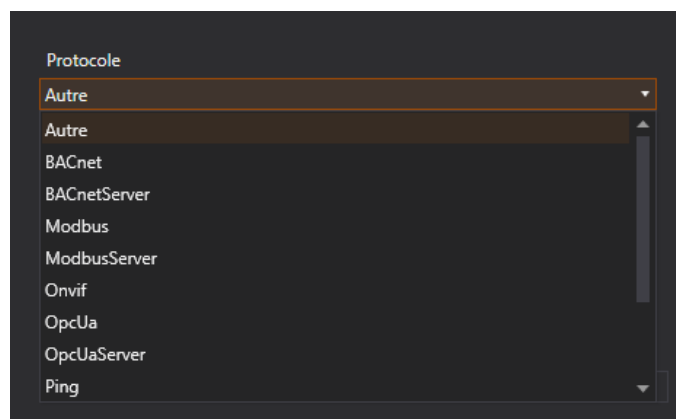 Protocole
Autre
Autre
BACnet
BACnetServer
Modbus
ModbusServer
Onvif
OpcUa
OpcUaServer
Ping